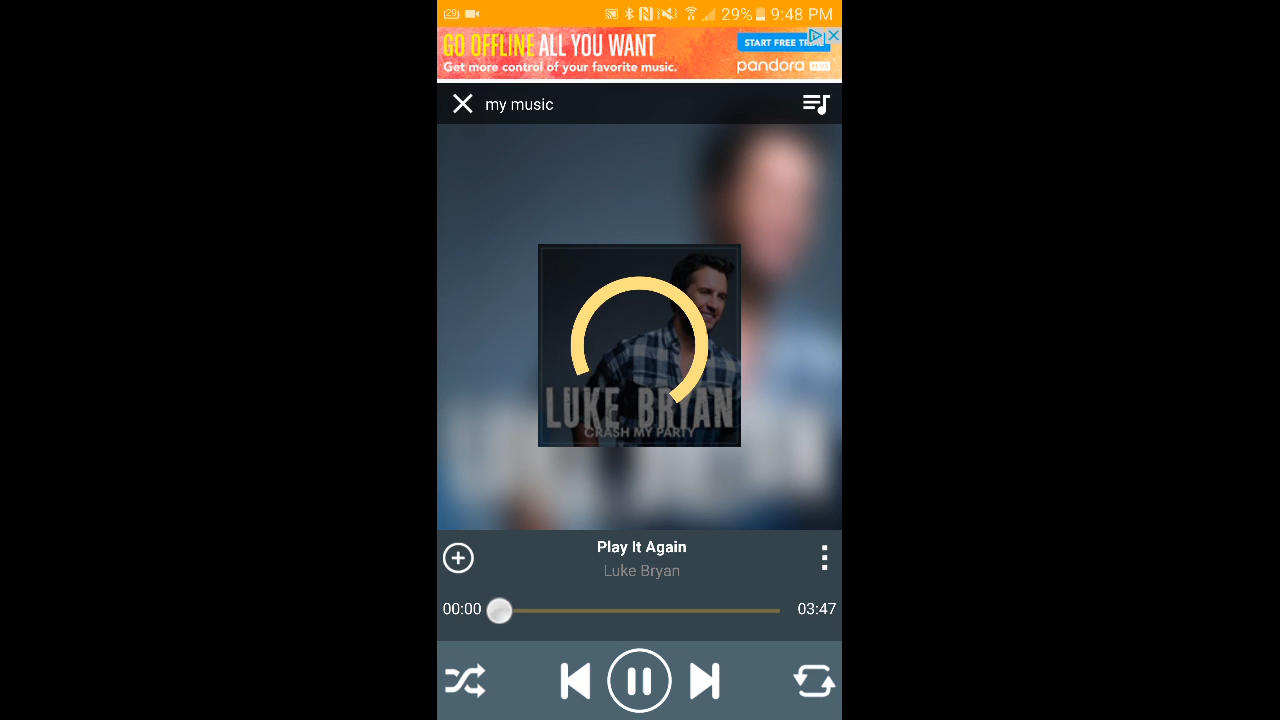 29 29% 9:48 PM
GO OFFLINE ALL YOU WANT
Get more control of your favorite music.
START FREE TRIAL
pandora
my music
LUKE BRYAN
CRASH MY PARTY
Play It Again
Luke Bryan
00:00 03:47